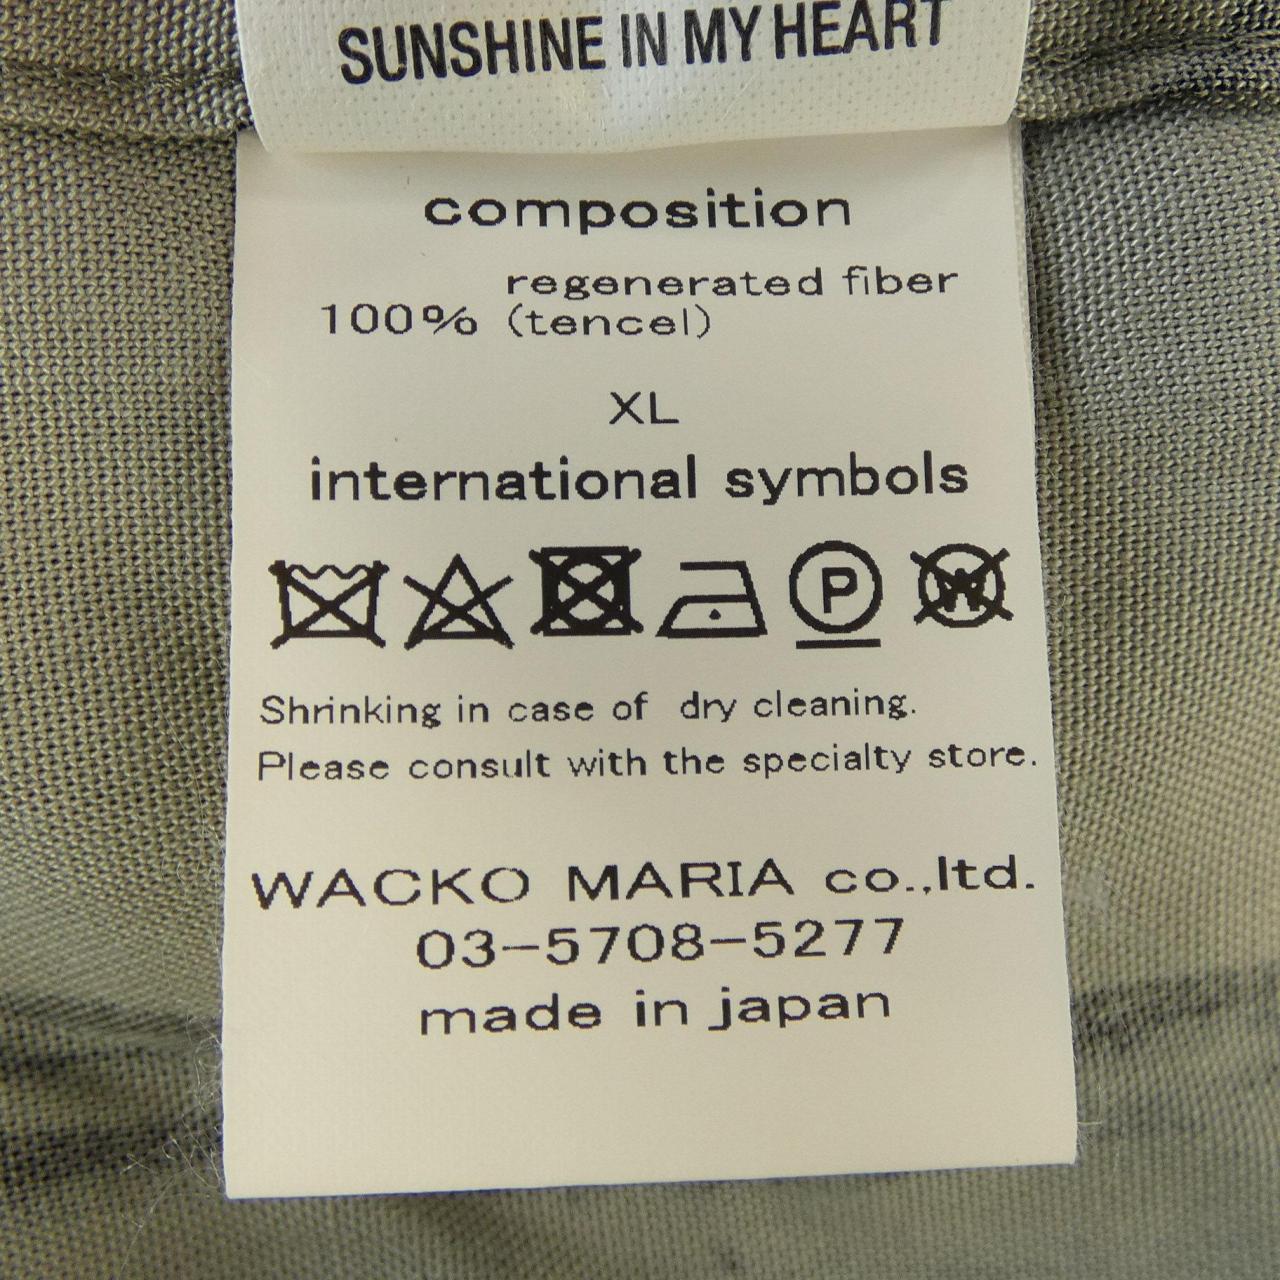 SUNSHINE IN MY HEART
composition
regenerated fiber
100% (tencel)
XL
international symbols
P W
Shrinking in case of dry cleaning.
Please consult with the specialty store.
WACKO MARIA co.,ltd.
03-5708-5277
made in japan